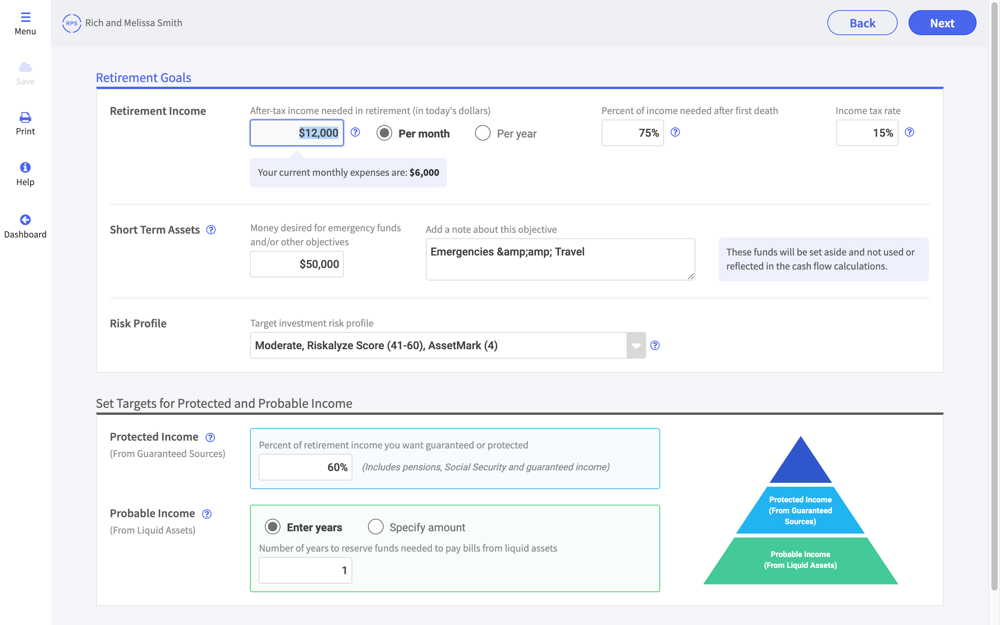 Menu
Save
Print
Help
Dashboard
RPS Rich and Melissa Smith
Back
Next
Retirement Goals
Retirement Income
After-tax income needed in retirement (in today's dollars)
$12,000
Per month
Per year
Percent of income needed after first death
75%
Income tax rate
15%
Your current monthly expenses are: $6,000
Short Term Assets
Money desired for emergency funds
and/or other objectives
$50,000
Add a note about this objective
Emergencies &amp;amp; Travel
These funds will be set aside and not used or
reflected in the cash flow calculations.
Risk Profile
Target investment risk profile
Moderate, Riskalyze Score (41-60), AssetMark (4)
Set Targets for Protected and Probable Income
Protected Income
(From Guaranteed Sources)
Percent of retirement income you want guaranteed or protected
60%
(Includes pensions, Social Security and guaranteed income)
Probable Income
(From Liquid Assets)
Enter years
Specify amount
Number of years to reserve funds needed to pay bills from liquid assets
1
Protected Income
(From Guaranteed
Sources)
Probable Income
(From Liquid Assets)